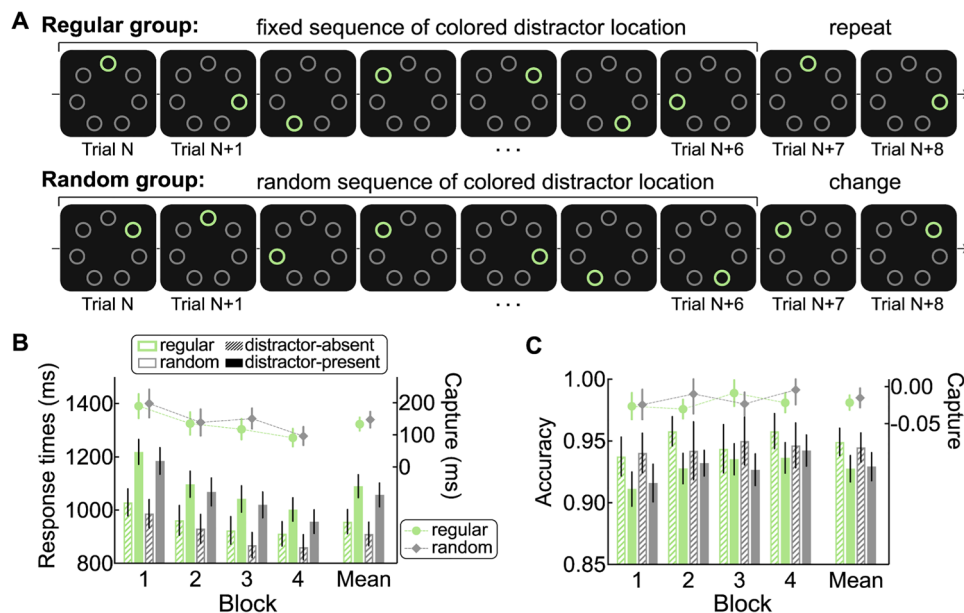 A
Regular group: fixed sequence of colored distractor location repeat
Trial N Trial N+1 ... Trial N+6 Trial N+7 Trial N+8
Random group: random sequence of colored distractor location change
Trial N Trial N+1 ... Trial N+6 Trial N+7 Trial N+8
B
regular distractor-absent
random distractor-present
Response times (ms)
1400
1200
1000
800
200
100
0
Capture (ms)
regular
random
1 2 3 4 Mean
Block
C
Accuracy
1.00
0.95
0.90
0.85
0.00
-0.05
Capture
1 2 3 4 Mean
Block